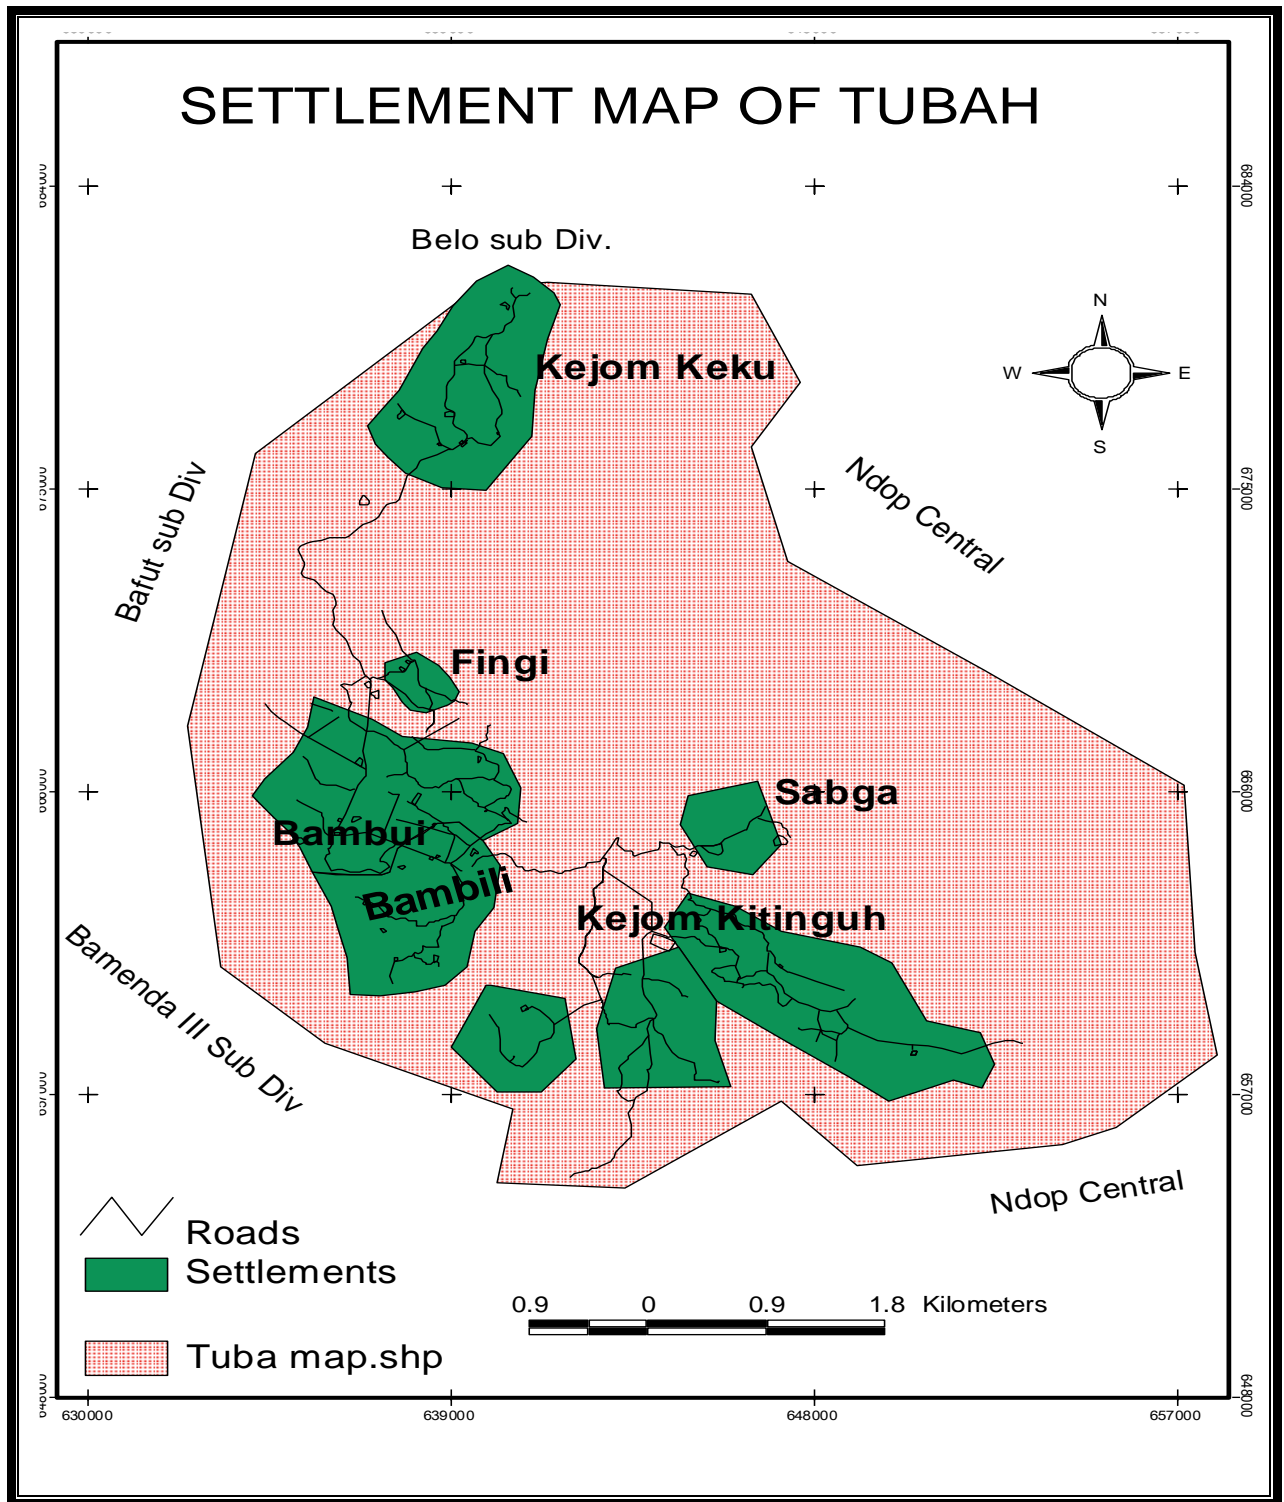 SETTLEMENT MAP OF TUBAH
684000
Belo sub Div.
N
W
E
S
Kejom Keku
Ndop Central
Bafut sub Div
675000
Fingi
Sabga
666000
Bambui
Bambili
Kejom Kitinguh
Bamenda III Sub Div
657000
Ndop Central
Roads
Settlements
0.9 0 0.9 1.8 Kilometers
Tuba map.shp
648000
630000 639000 648000 657000